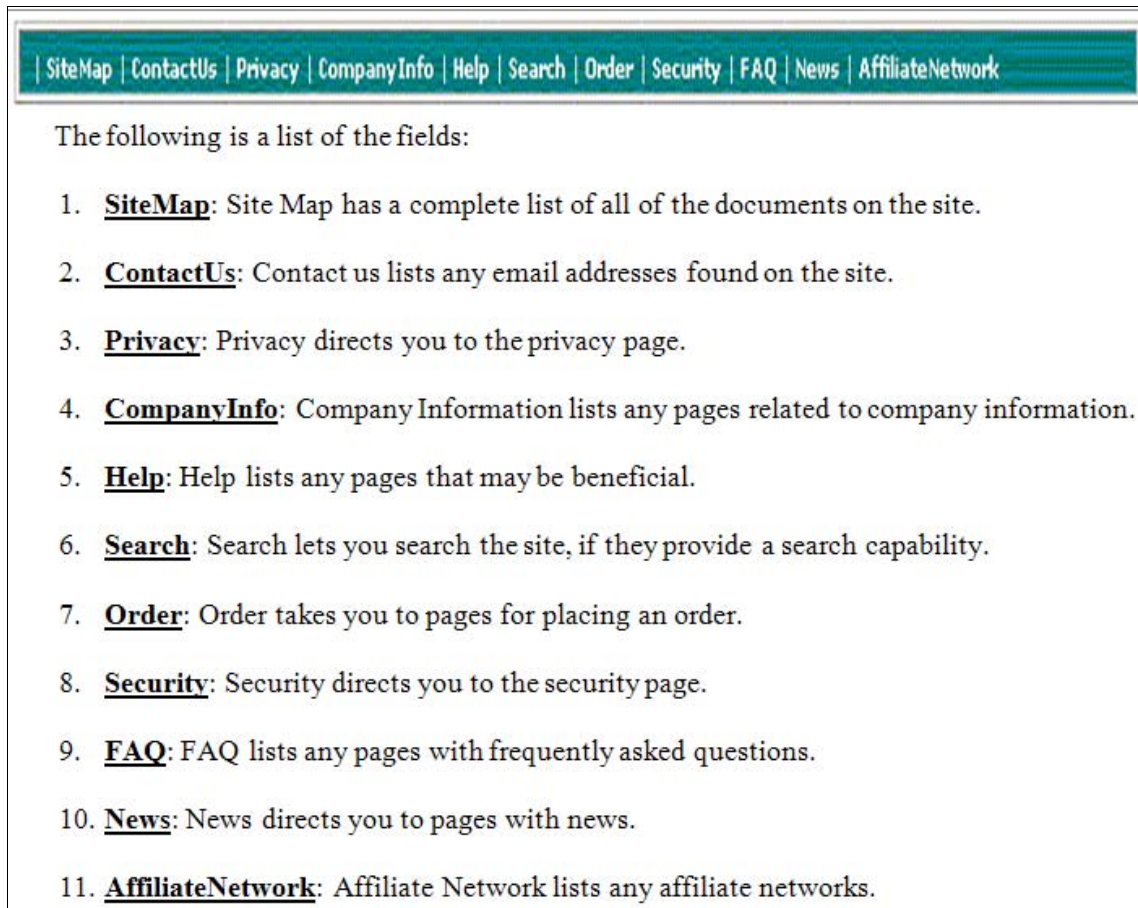 | SiteMap | ContactUs | Privacy | CompanyInfo | Help | Search | Order | Security | FAQ | News | AffiliateNetwork
The following is a list of the fields:
1. SiteMap: Site Map has a complete list of all of the documents on the site.
2. ContactUs: Contact us lists any email addresses found on the site.
3. Privacy: Privacy directs you to the privacy page.
4. CompanyInfo: Company Information lists any pages related to company information.
5. Help: Help lists any pages that may be beneficial.
6. Search: Search lets you search the site, if they provide a search capability.
7. Order: Order takes you to pages for placing an order.
8. Security: Security directs you to the security page.
9. FAQ: FAQ lists any pages with frequently asked questions.
10. News: News directs you to pages with news.
11. AffiliateNetwork: Affiliate Network lists any affiliate networks.